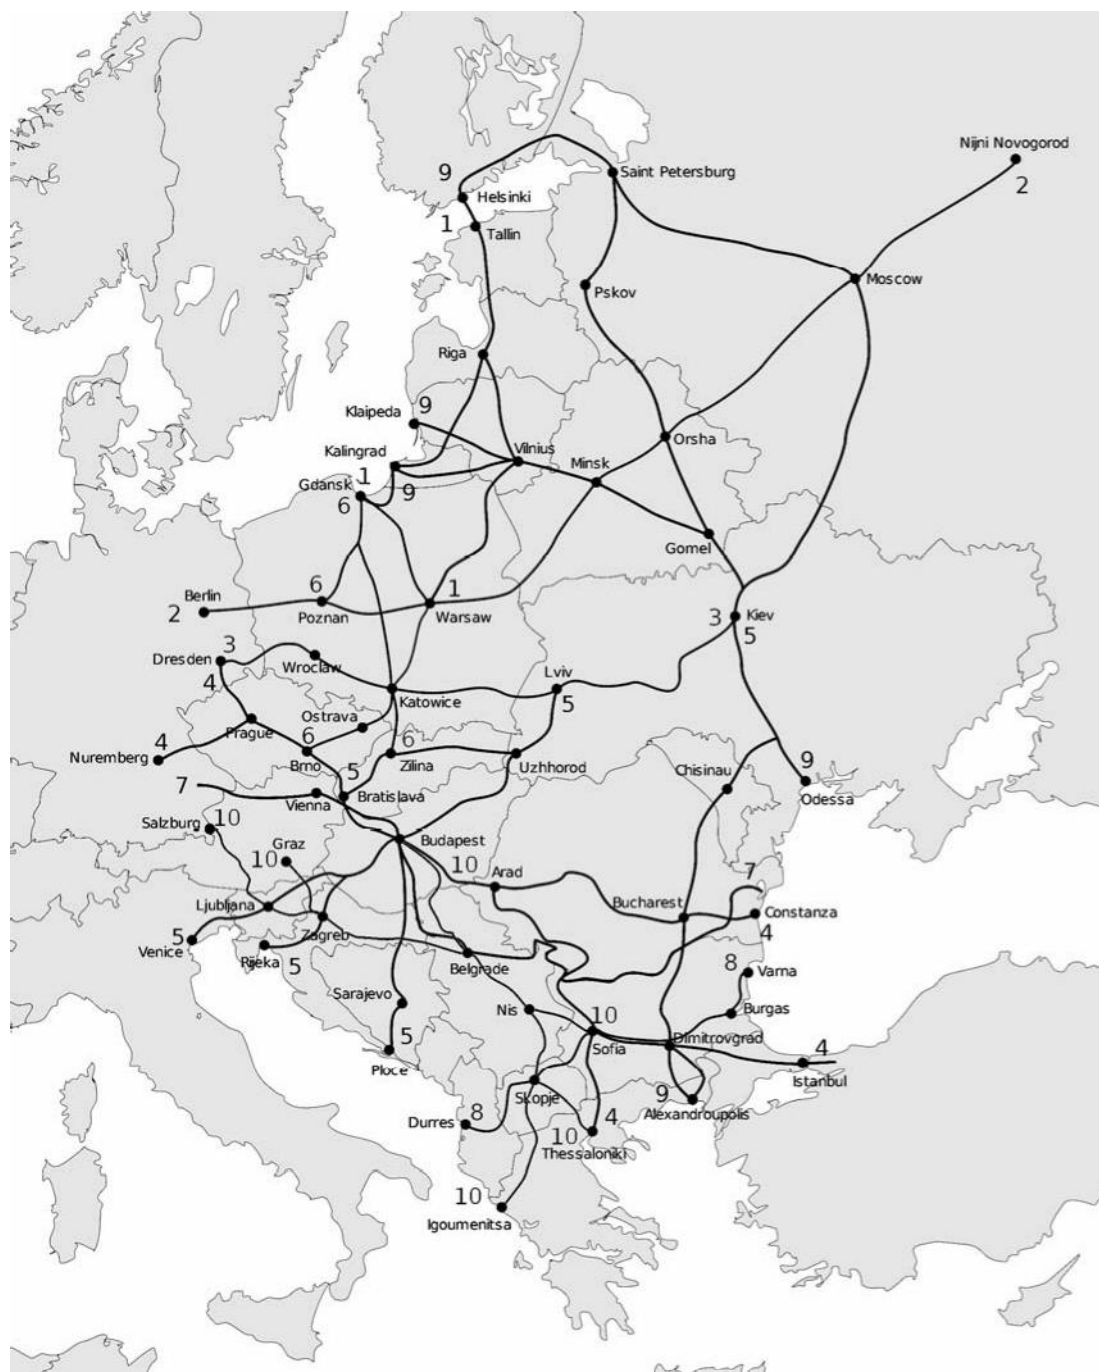 Nijni Novogorod
2
9
Saint Petersburg
Helsinki
1
Tallin
Moscow
Pskov
Riga
Klaipeda
9
Orsha
Kalingrad
Vilnius
Minsk
Gdansk
1
9
6
Gomel
Berlin
2
6
Poznan
1
Warsaw
3
Kiev
5
3
Dresden
4
Wroclaw
Lviv
5
Katowice
Ostrava
Prague
6
Brno
6
Zilina
Uzhhorod
4
Nuremberg
7
Vienna
5
Bratislava
Chisinau
9
Odessa
Salzburg
10
Graz
10
Budapest
10
Arad
7
Ljubljana
Bucharest
Constanza
4
5
Venice
Zagreb
Rijeka
5
Belgrade
8
Varna
Sarajevo
Nis
10
Burgas
Sofia
Dimitrovgrad
5
Ploce
4
Istanbul
Skopje
9
Alexandroupolis
Durres
8
4
10
Thessaloniki
10
Igoumenitsa